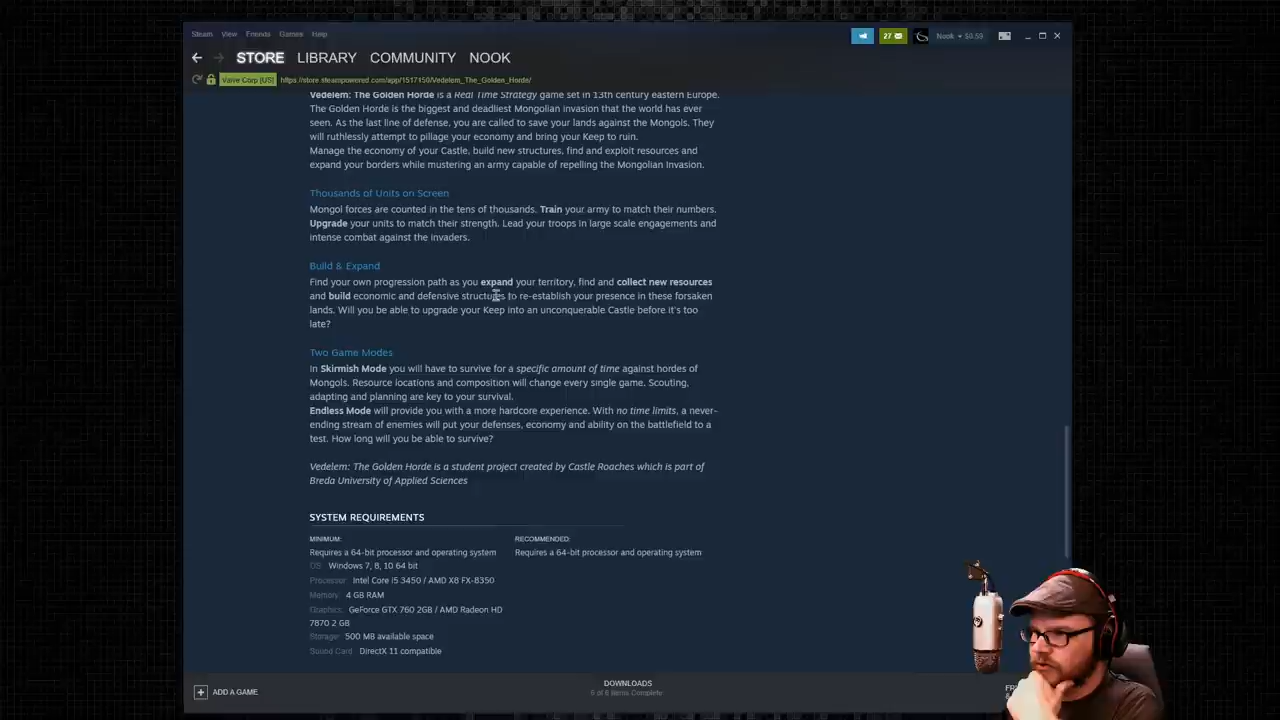 Steam View Friends Games Help
27
Nook $0.59
STORE LIBRARY COMMUNITY NOOK
Valve Corp [US] https://store.steampowered.com/app/1517150/Vedelem_The_Golden_Horde/
Vedelem: The Golden Horde is a Real Time Strategy game set in 13th century eastern Europe.
The Golden Horde is the biggest and deadliest Mongolian invasion that the world has ever
seen. As the last line of defense, you are called to save your lands against the Mongols. They
will ruthlessly attempt to pillage your economy and bring your Keep to ruin.
Manage the economy of your Castle, build new structures, find and exploit resources and
expand your borders while mustering an army capable of repelling the Mongolian Invasion.
Thousands of Units on Screen
Mongol forces are counted in the tens of thousands. Train your army to match their numbers.
Upgrade your units to match their strength. Lead your troops in large scale engagements and
intense combat against the invaders.
Build & Expand
Find your own progression path as you expand your territory, find and collect new resources
and build economic and defensive structures to re-establish your presence in these forsaken
lands. Will you be able to upgrade your Keep into an unconquerable Castle before it's too
late?
Two Game Modes
In Skirmish Mode you will have to survive for a specific amount of time against hordes of
Mongols. Resource locations and composition will change every single game. Scouting,
adapting and planning are key to your survival.
Endless Mode will provide you with a more hardcore experience. With no time limits, a never-
ending stream of enemies will put your defenses, economy and ability on the battlefield to a
test. How long will you be able to survive?
Vedelem: The Golden Horde is a student project created by Castle Roaches which is part of
Breda University of Applied Sciences
SYSTEM REQUIREMENTS
MINIMUM: RECOMMENDED:
Requires a 64-bit processor and operating system Requires a 64-bit processor and operating system
OS: Windows 7, 8, 10 64 bit
Processor: Intel Core i5 3450 / AMD X8 FX-8350
Memory: 4 GB RAM
Graphics: GeForce GTX 760 2GB / AMD Radeon HD
7870 2 GB
Storage: 500 MB available space
Sound Card: DirectX 11 compatible
DOWNLOADS
ADD A GAME
6 of 6 Items Complete